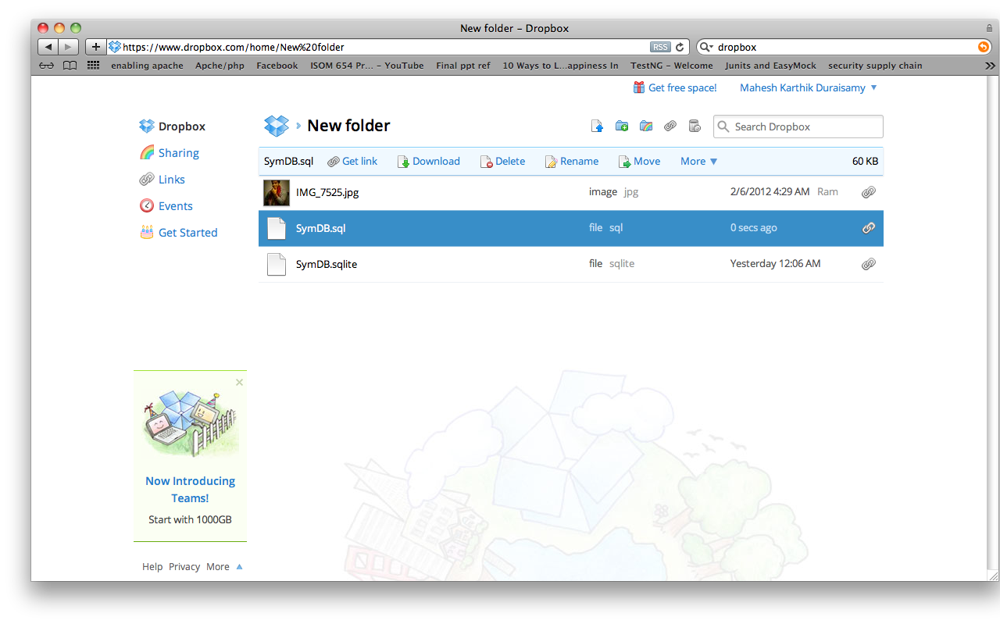 New folder – Dropbox
https://www.dropbox.com/home/New%20folder RSS dropbox
enabling apache Apche/php Facebook ISOM 654 Pr... – YouTube Final ppt ref 10 Ways to L...appiness In TestNG – Welcome Junits and EasyMock security supply chain
Get free space! Mahesh Karthik Duraisamy
Dropbox
Sharing
Links
Events
Get Started
New folder
Search Dropbox
SymDB.sql Get link Download Delete Rename Move More 60 KB
IMG_7525.jpg image jpg 2/6/2012 4:29 AM Ram
SymDB.sql file sql 0 secs ago
SymDB.sqlite file sqlite Yesterday 12:06 AM
Now Introducing
Teams!
Start with 1000GB
Help Privacy More